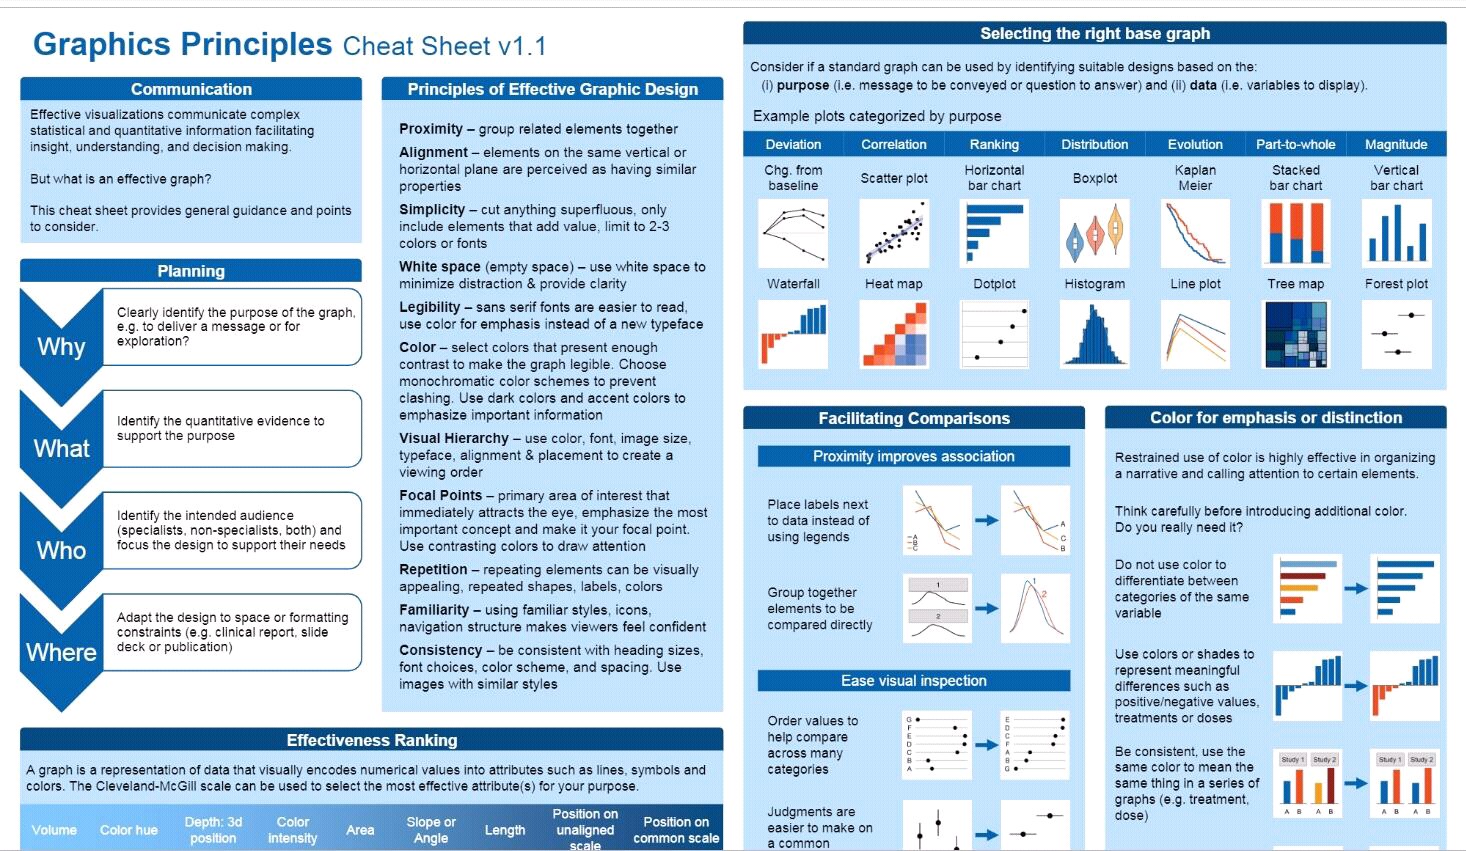 Graphics Principles Cheat Sheet v1.1
Communication
Effective visualizations communicate complex
statistical and quantitative information facilitating
insight, understanding, and decision making.
But what is an effective graph?
This cheat sheet provides general guidance and points
to consider.
Planning
Why
Clearly identify the purpose of the graph,
e.g. to deliver a message or for
exploration?
What
Identify the quantitative evidence to
support the purpose
Who
Identify the intended audience
(specialists, non-specialists, both) and
focus the design to support their needs
Where
Adapt the design to space or formatting
constraints (e.g. clinical report, slide
deck or publication)
Principles of Effective Graphic Design
Proximity – group related elements together
Alignment – elements on the same vertical or
horizontal plane are perceived as having similar
properties
Simplicity – cut anything superfluous, only
include elements that add value, limit to 2-3
colors or fonts
White space (empty space) – use white space to
minimize distraction & provide clarity
Legibility – sans serif fonts are easier to read,
use color for emphasis instead of a new typeface
Color – select colors that present enough
contrast to make the graph legible. Choose
monochromatic color schemes to prevent
clashing. Use dark colors and accent colors to
emphasize important information
Visual Hierarchy – use color, font, image size,
typeface, alignment & placement to create a
viewing order
Focal Points – primary area of interest that
immediately attracts the eye, emphasize the most
important concept and make it your focal point.
Use contrasting colors to draw attention
Repetition – repeating elements can be visually
appealing, repeated shapes, labels, colors
Familiarity – using familiar styles, icons,
navigation structure makes viewers feel confident
Consistency – be consistent with heading sizes,
font choices, color scheme, and spacing. Use
images with similar styles
Effectiveness Ranking
A graph is a representation of data that visually encodes numerical values into attributes such as lines, symbols and
colors. The Cleveland-McGill scale can be used to select the most effective attribute(s) for your purpose.
Volume
Color hue
Depth: 3d
position
Color
intensity
Area
Slope or
Angle
Length
Position on
unaligned
scale
Position on
common scale
Selecting the right base graph
Consider if a standard graph can be used by identifying suitable designs based on the:
(i) purpose (i.e. message to be conveyed or question to answer) and (ii) data (i.e. variables to display).
Example plots categorized by purpose
Deviation
Correlation
Ranking
Distribution
Evolution
Part-to-whole
Magnitude
Chg. from
baseline
Scatter plot
Horizontal
bar chart
Boxplot
Kaplan
Meier
Stacked
bar chart
Vertical
bar chart
Waterfall
Heat map
Dotplot
Histogram
Line plot
Tree map
Forest plot
Facilitating Comparisons
Proximity improves association
Place labels next
to data instead of
using legends
A
B
C
A
C
B
Group together
elements to be
compared directly
1
2
1
2
Ease visual inspection
Order values to
help compare
across many
categories
G
F
E
D
C
B
A
E
D
C
F
A
B
G
Judgments are
easier to make on
a common
Color for emphasis or distinction
Restrained use of color is highly effective in organizing
a narrative and calling attention to certain elements.
Think carefully before introducing additional color.
Do you really need it?
Do not use color to
differentiate between
categories of the same
variable
Use colors or shades to
represent meaningful
differences such as
positive/negative values,
treatments or doses
Be consistent, use the
same color to mean the
same thing in a series of
graphs (e.g. treatment,
dose)
Study 1 Study 2
A B A B
Study 1 Study 2
A B A B